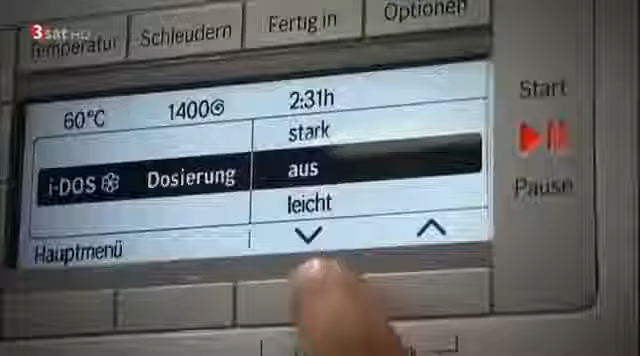 3sat HD
Temperatur Schleudern Fertig in Optionen
60°C 1400 2:31h
stark
i-DOS Dosierung aus
leicht
Hauptmenü
Start
Pause